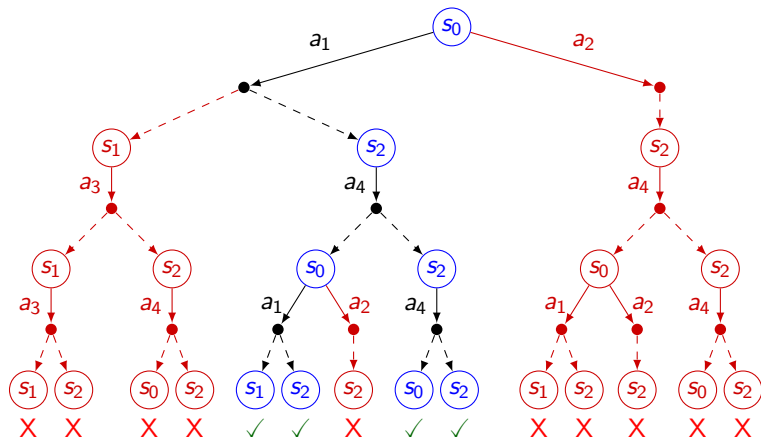 s₀
a₁ a₂
s₁ s₂ s₂
a₃ a₄ a₄
s₁ s₂ s₀ s₂ s₀ s₂
a₃ a₄ a₁ a₂ a₄ a₁ a₂ a₄
s₁ s₂ s₀ s₂ s₁ s₂ s₂ s₀ s₂ s₁ s₂ s₂ s₀ s₂
X X X X ✓ ✓ X ✓ ✓ X X X X X